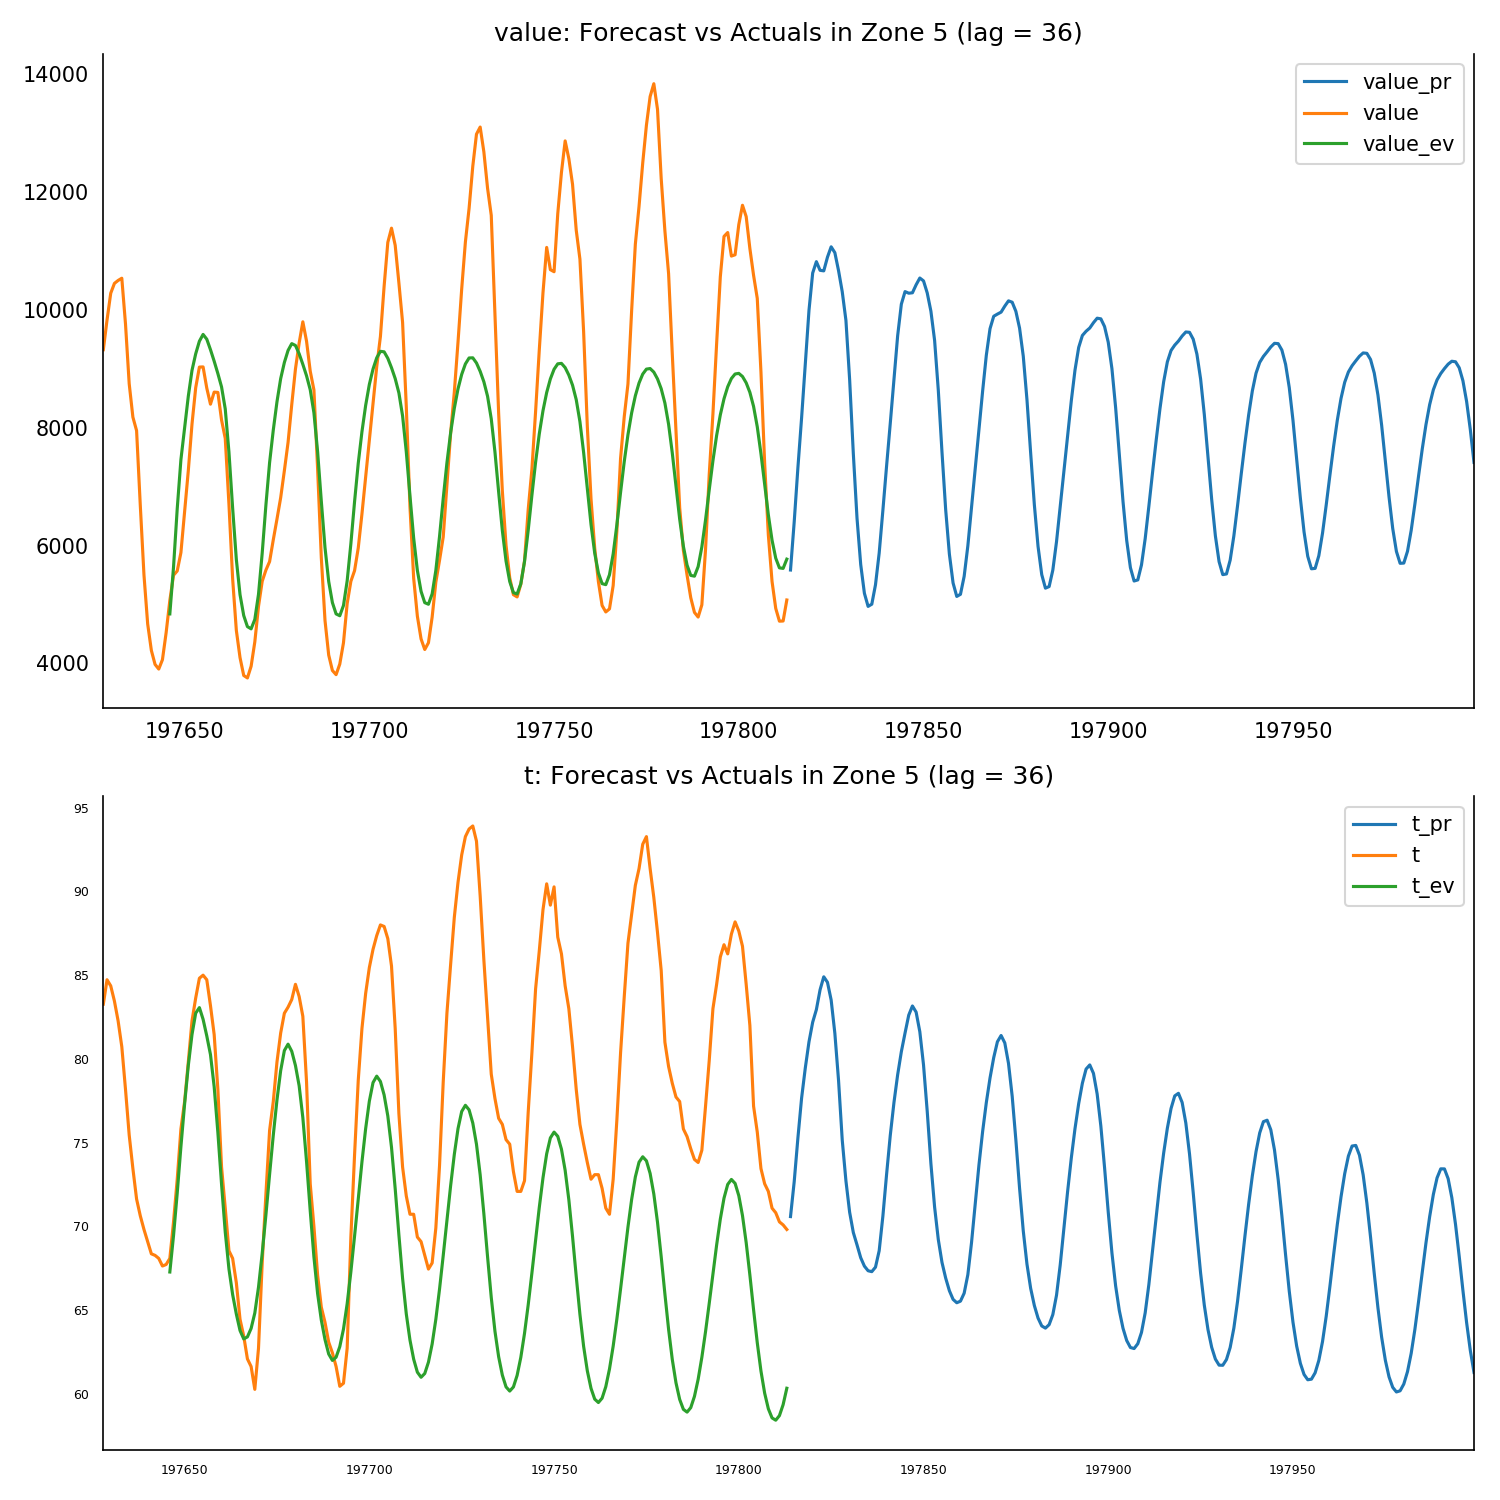 value: Forecast vs Actuals in Zone 5 (lag = 36)
14000
12000
10000
8000
6000
4000
value_pr
value
value_ev
197650 197700 197750 197800 197850 197900 197950
t: Forecast vs Actuals in Zone 5 (lag = 36)
95
90
85
80
75
70
65
60
t_pr
t
t_ev
197650 197700 197750 197800 197850 197900 197950